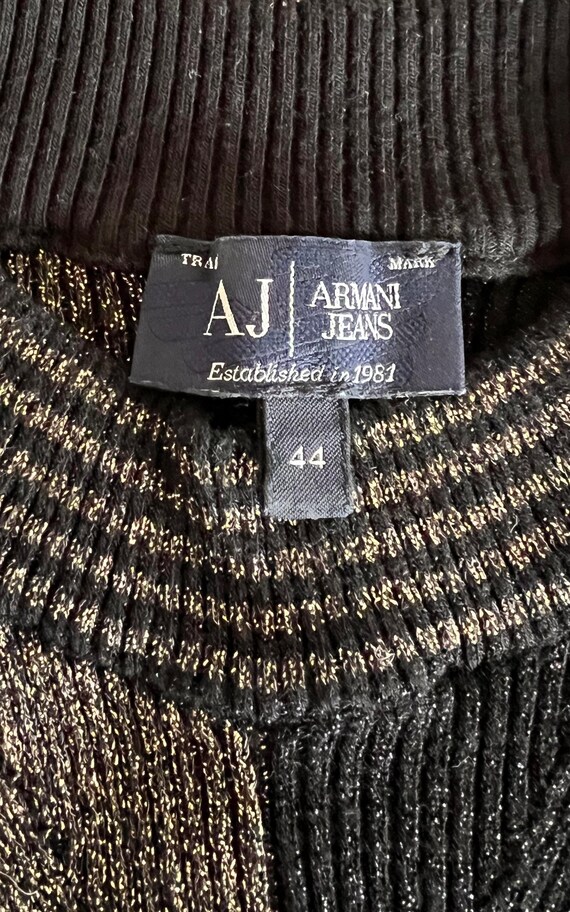 TRA MARK
AJ ARMANI
JEANS
Established in 1981
44